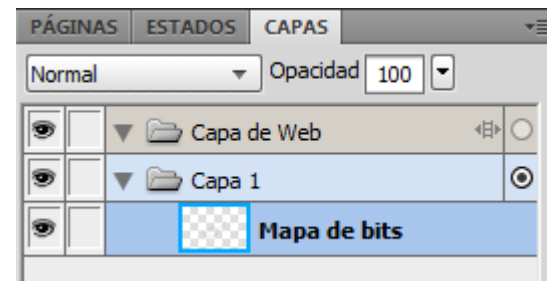 PÁGINAS ESTADOS CAPAS
Normal Opacidad 100
Capa de Web
Capa 1
Mapa de bits